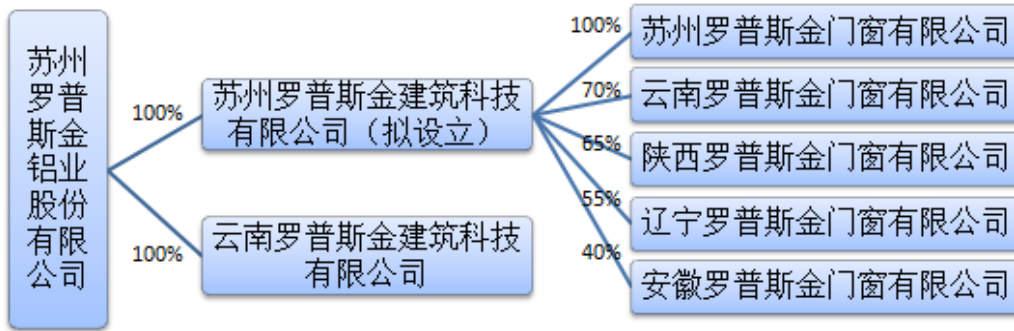 苏州
罗普
斯金
铝业
股份
有限
公司
100%
苏州罗普斯金建筑科技
有限公司（拟设立）
100%
云南罗普斯金建筑科技
有限公司
100%
苏州罗普斯金门窗有限公司
70%
云南罗普斯金门窗有限公司
65%
陕西罗普斯金门窗有限公司
55%
辽宁罗普斯金门窗有限公司
40%
安徽罗普斯金门窗有限公司